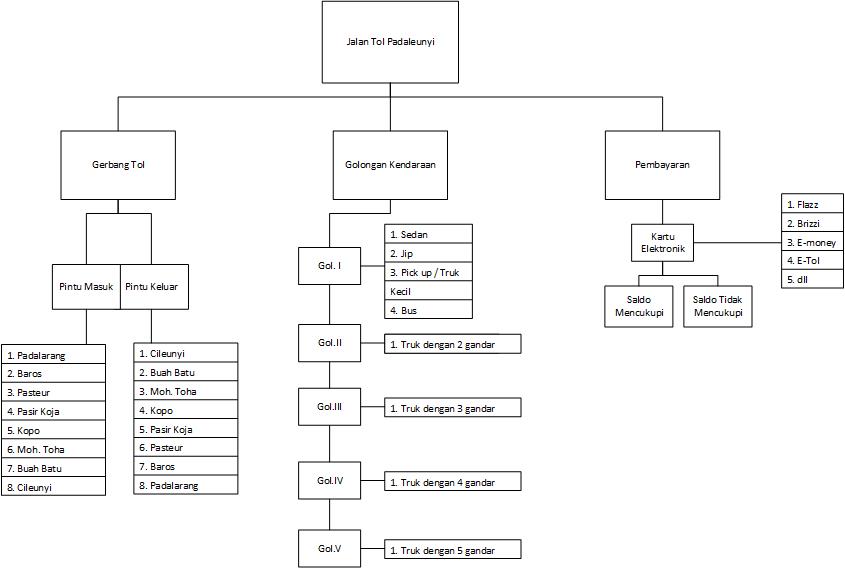 Jalan Tol Padaleunyi
Gerbang Tol
Golongan Kendaraan
Pembayaran
Pintu Masuk
Pintu Keluar
1. Padalarang
2. Baros
3. Pasteur
4. Pasir Koja
5. Kopo
6. Moh. Toha
7. Buah Batu
8. Cileunyi
1. Cileunyi
2. Buah Batu
3. Moh. Toha
4. Kopo
5. Pasir Koja
6. Pasteur
7. Baros
8. Padalarang
Gol. I
1. Sedan
2. Jip
3. Pick up / Truk
Kecil
4. Bus
Gol.II
1. Truk dengan 2 gandar
Gol.III
1. Truk dengan 3 gandar
Gol.IV
1. Truk dengan 4 gandar
Gol.V
1. Truk dengan 5 gandar
Kartu
Elektronik
1. Flazz
2. Brizzi
3. E-money
4. E-Tol
5. dll
Saldo
Mencukupi
Saldo Tidak
Mencukupi